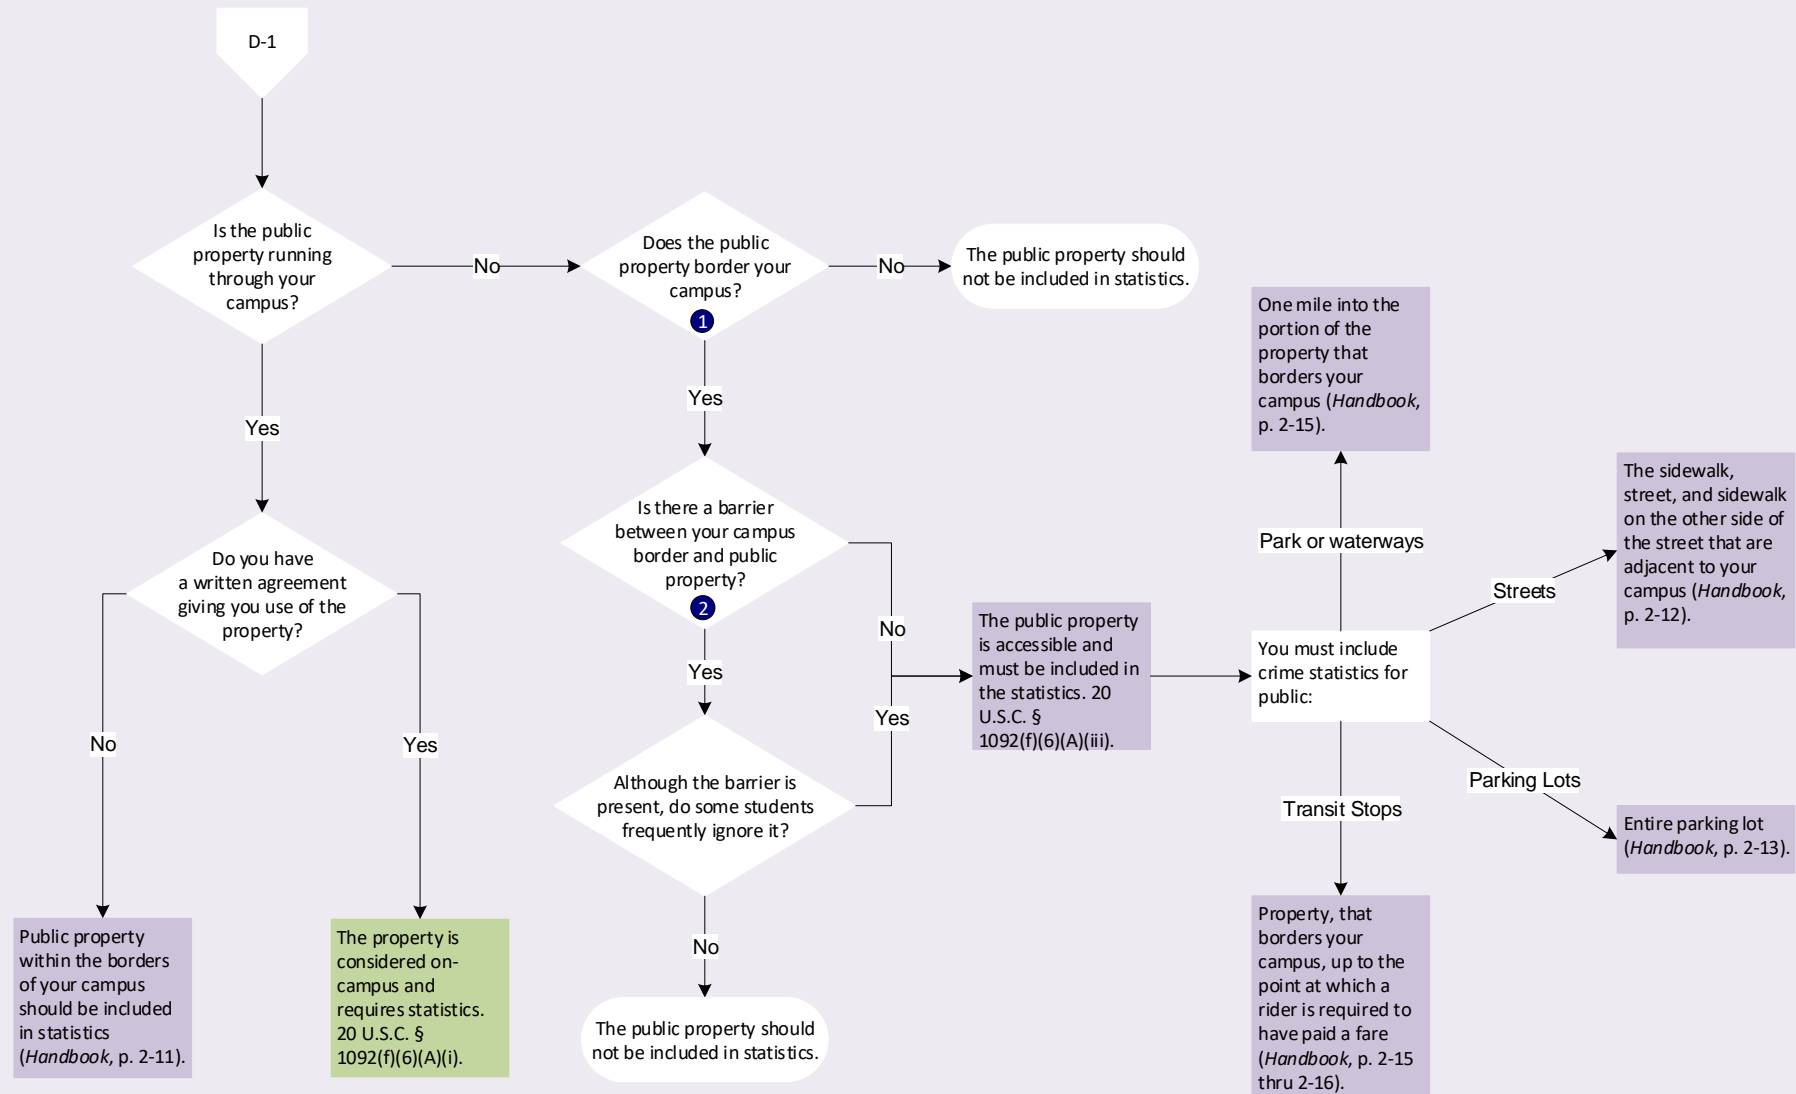 D-1
Is the public
property running
through your
campus?
No
Does the public
property border your
campus?
1
No
The public property should
not be included in statistics.
Yes
Do you have
a written agreement
giving you use of the
property?
No
Public property
within the borders
of your campus
should be included
in statistics
(Handbook, p. 2-11).
Yes
The property is
considered on-
campus and
requires statistics.
20 U.S.C. §
1092(f)(6)(A)(i).
Yes
Is there a barrier
between your campus
border and public
property?
2
No
Yes
Although the barrier is
present, do some students
frequently ignore it?
Yes
No
The public property should
not be included in statistics.
The public property
is accessible and
must be included in
the statistics. 20
U.S.C. §
1092(f)(6)(A)(iii).
You must include
crime statistics for
public:
Park or waterways
One mile into the
portion of the
property that
borders your
campus (Handbook,
p. 2-15).
Streets
The sidewalk,
street, and sidewalk
on the other side of
the street that are
adjacent to your
campus (Handbook,
p. 2-12).
Parking Lots
Entire parking lot
(Handbook, p. 2-13).
Transit Stops
Property, that
borders your
campus, up to the
point at which a
rider is required to
have paid a fare
(Handbook, p. 2-15
thru 2-16).